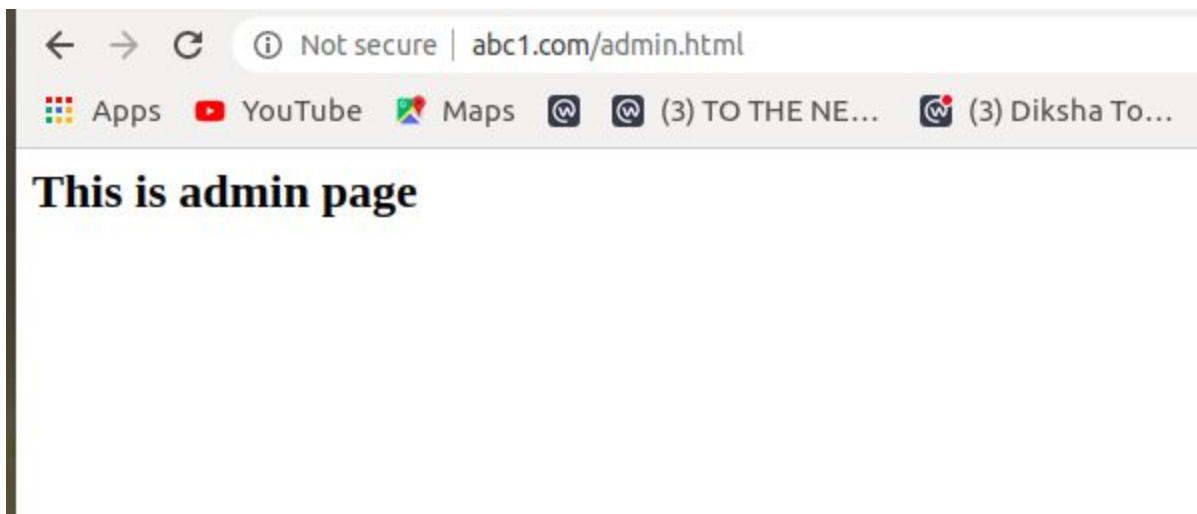 Not secure | abc1.com/admin.html
Apps YouTube Maps (3) TO THE NE... (3) Diksha To...
This is admin page